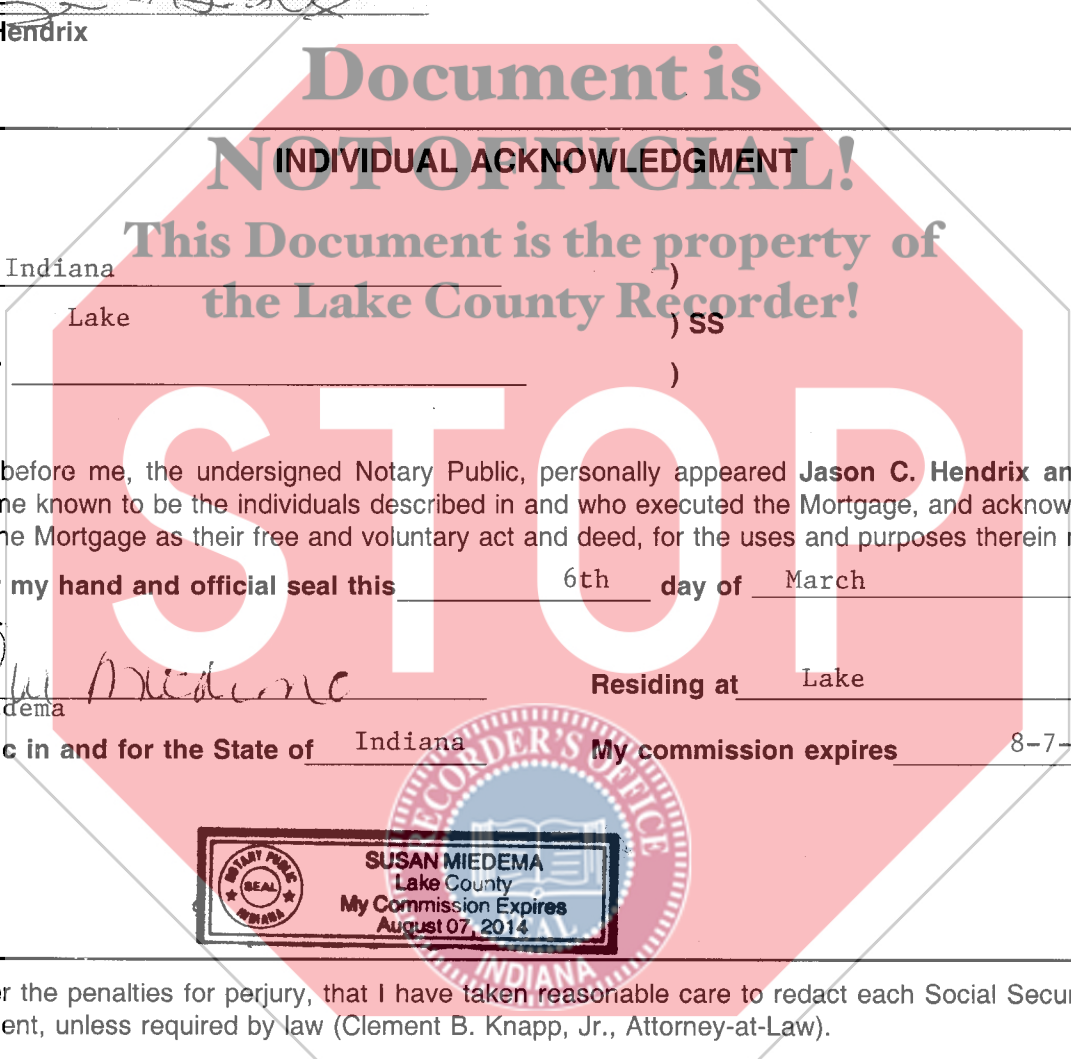 Hendrix
Document is
NOT OFFICIAL!
INDIVIDUAL ACKNOWLEDGMENT
This Document is the property of
the Lake County Recorder!
Indiana )
Lake ) SS
)
STOP
before me, the undersigned Notary Public, personally appeared Jason C. Hendrix an
me known to be the individuals described in and who executed the Mortgage, and acknow
he Mortgage as their free and voluntary act and deed, for the uses and purposes therein
my hand and official seal this 6th day of March
Miedema
Residing at Lake
dema
c in and for the State of Indiana My commission expires 8-7-
RECORDER'S OFFICE
SEAL
INDIANA
NOTARY PUBLIC
SEAL
INDIANA
SUSAN MIEDEMA
Lake County
My Commission Expires
August 07, 2014
r the penalties for perjury, that I have taken reasonable care to redact each Social Secu
ent, unless required by law (Clement B. Knapp, Jr., Attorney-at-Law).